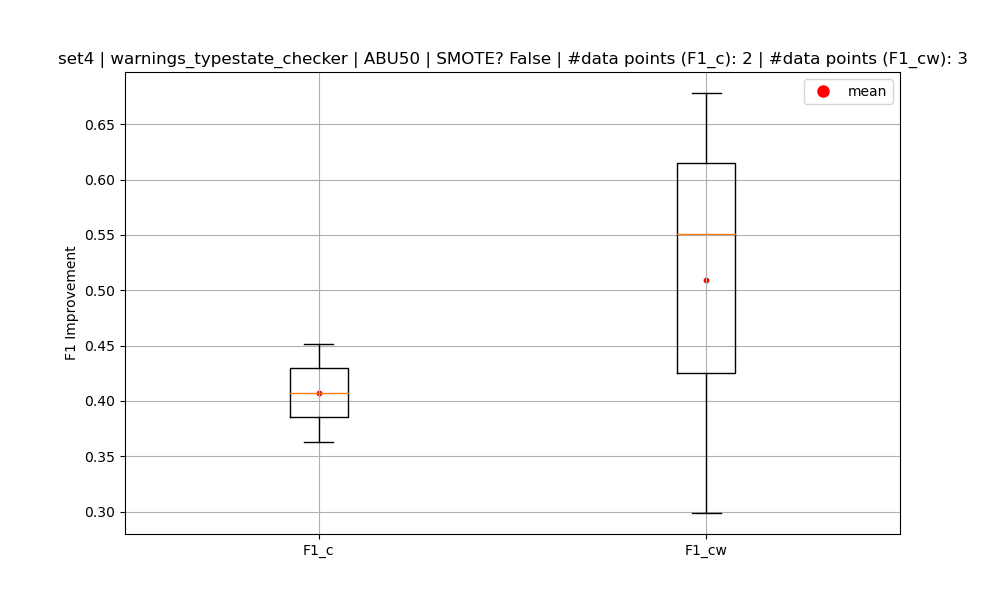 set4 | warnings_typestate_checker | ABU50 | SMOTE? False | #data points (F1_c): 2 | #data points (F1_cw): 3
mean
0.65
0.60
0.55
0.50
0.45
0.40
0.35
0.30
F1 Improvement
F1_c
F1_cw